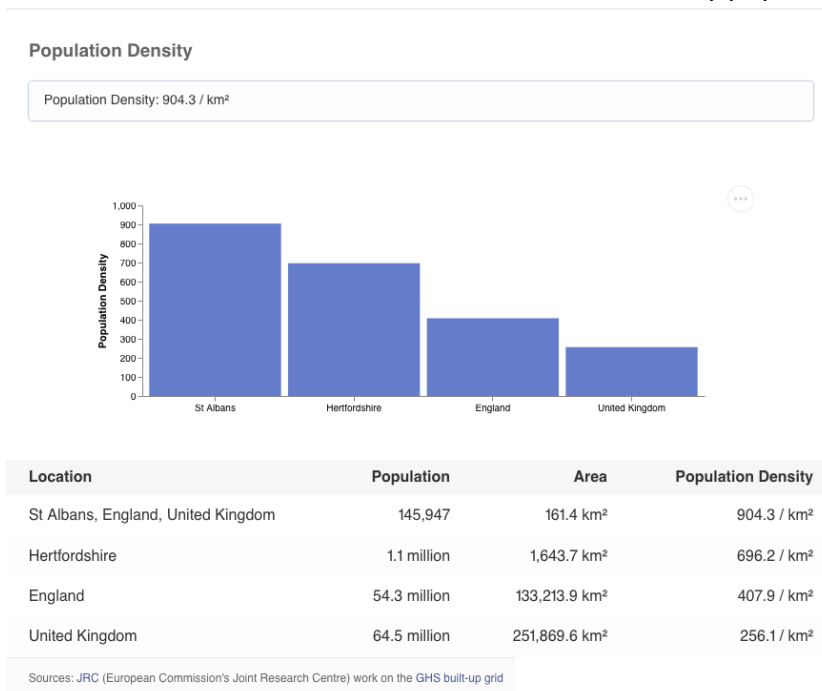 Population Density
Population Density: 904.3 / km²
1,000
900
800
700
600
500
400
300
200
100
0
Population Density
St Albans Hertfordshire England United Kingdom
Location Population Area Population Density
St Albans, England, United Kingdom 145,947 161.4 km² 904.3 / km²
Hertfordshire 1.1 million 1,643.7 km² 696.2 / km²
England 54.3 million 133,213.9 km² 407.9 / km²
United Kingdom 64.5 million 251,869.6 km² 256.1 / km²
Sources: JRC (European Commission's Joint Research Centre) work on the GHS built-up grid